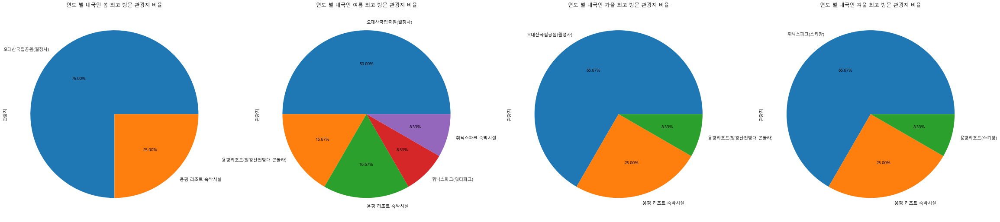 연도 별 내국인 봄 최고 방문 관광지 비율
오대산국립공원(월정사)
75.00%
25.00%
용평 리조트 숙박시설
관광지
연도 별 내국인 여름 최고 방문 관광지 비율
오대산국립공원(월정사)
50.00%
16.67%
용평리조트(발왕산전망대 곤돌라)
16.67%
용평 리조트 숙박시설
8.33%
휘닉스파크(워터파크)
8.33%
휘닉스파크 숙박시설
관광지
연도 별 내국인 가을 최고 방문 관광지 비율
오대산국립공원(월정사)
66.67%
25.00%
용평 리조트 숙박시설
8.33%
용평리조트(발왕산전망대 곤돌라)
관광지
연도 별 내국인 겨울 최고 방문 관광지 비율
휘닉스파크(스키장)
66.67%
25.00%
용평 리조트 숙박시설
8.33%
용평리조트(스키장)
관광지